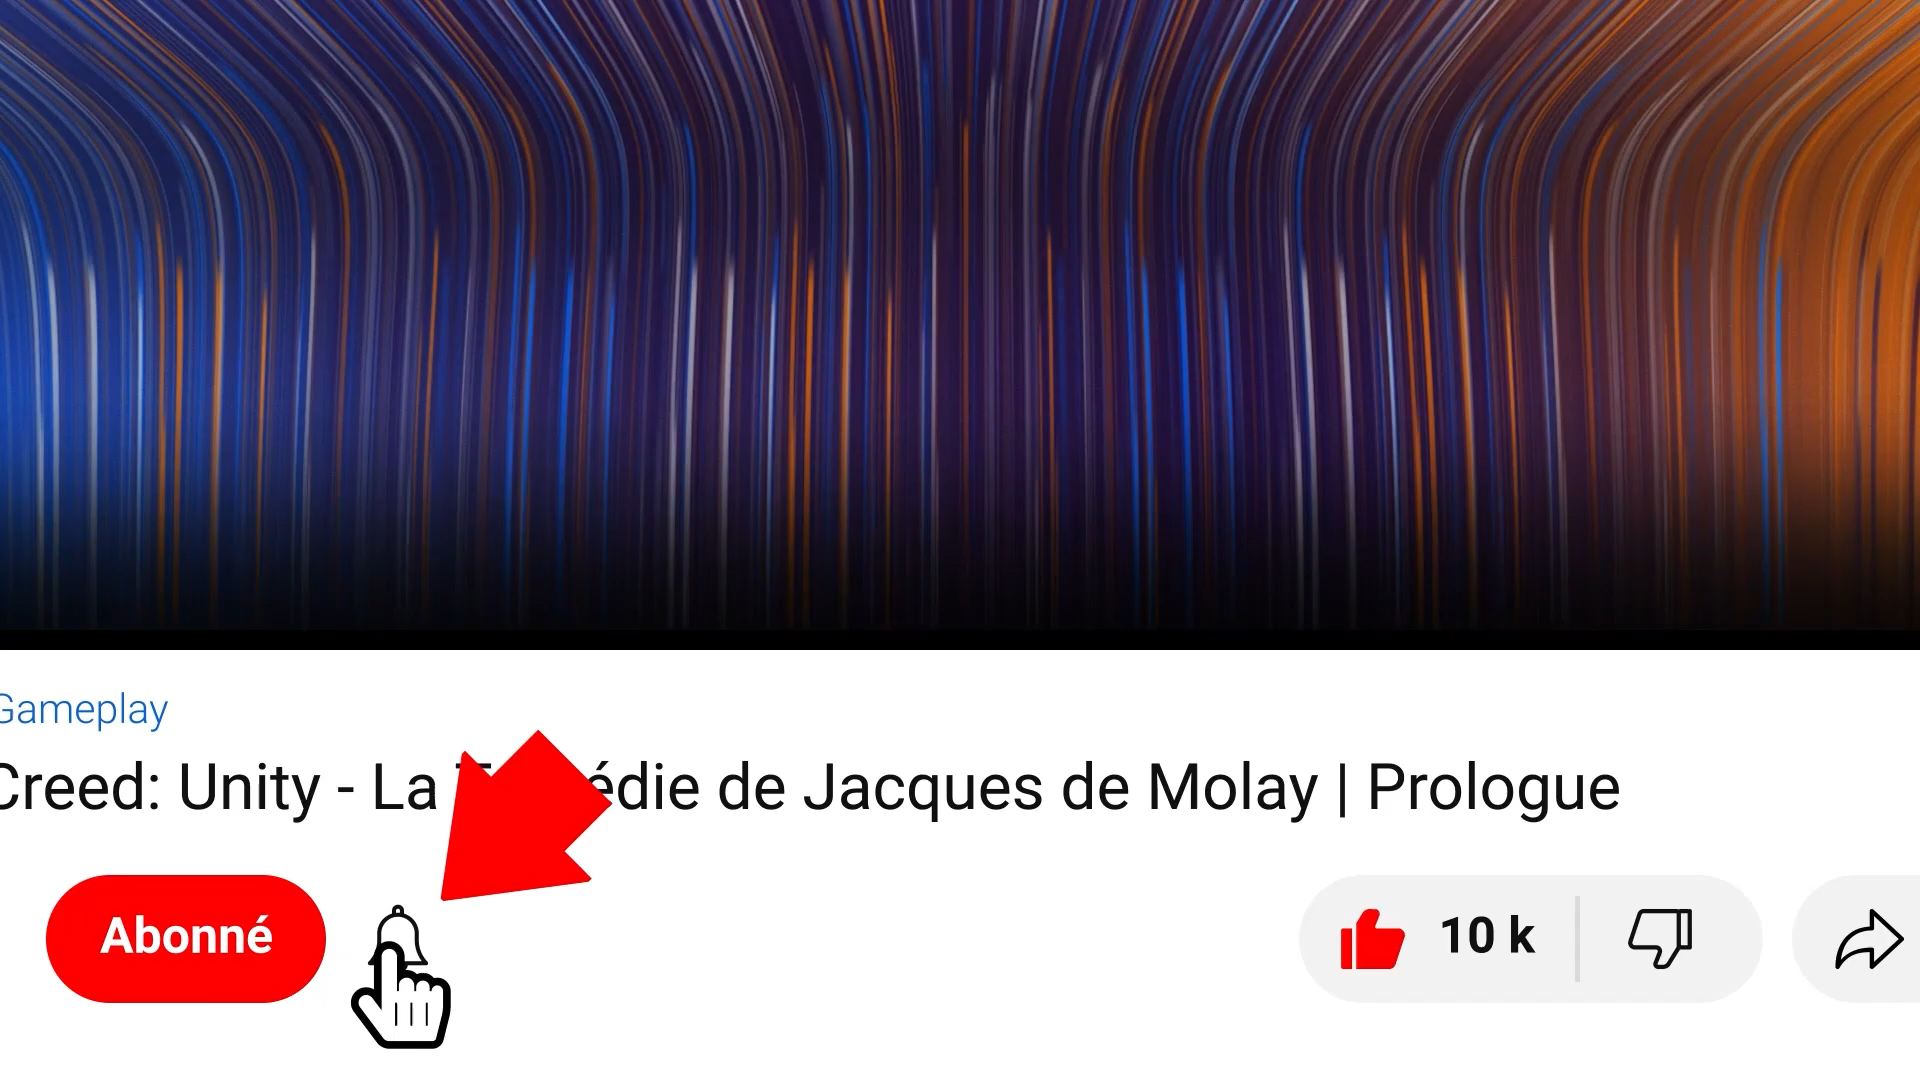 Gameplay
Creed: Unity - La édie de Jacques de Molay | Prologue
Abonné
10 k